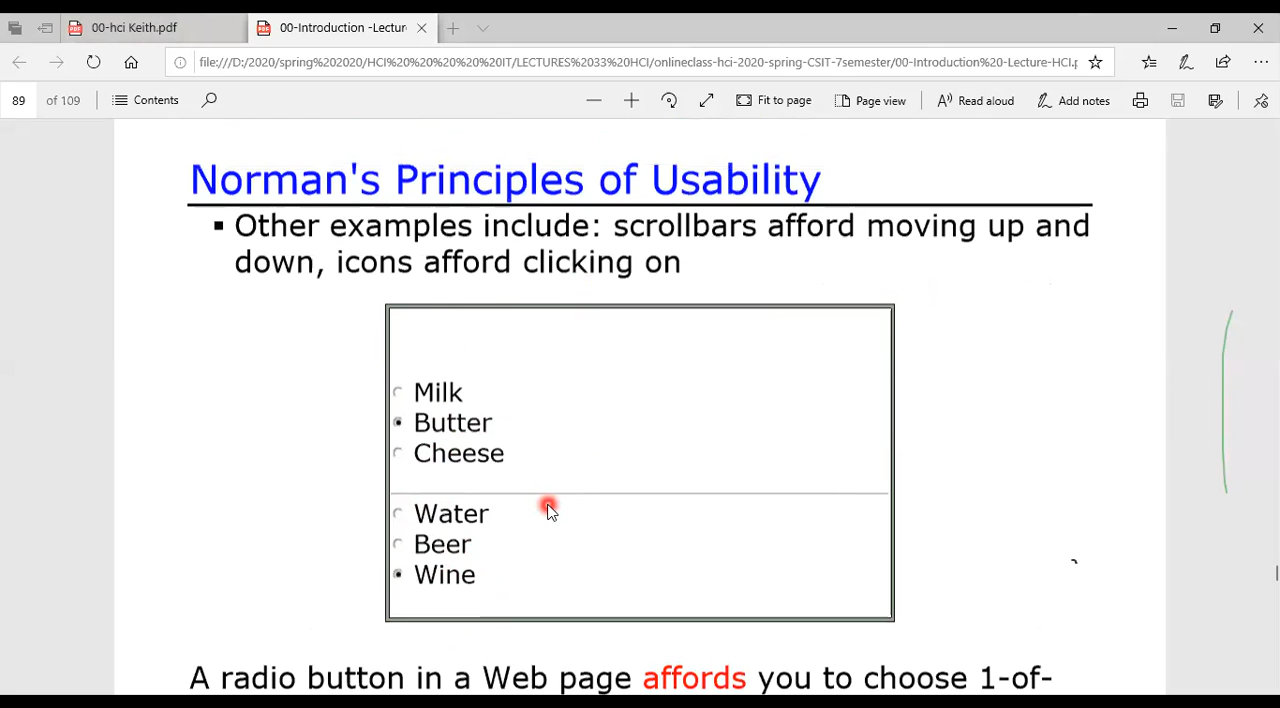 00-hci Keith.pdf
00-Introduction -Lectur
file:///D:/2020/spring%202020/HCI%20%20%20%20%20IT/LECTURES%2033%20HCI/onlineclass-hci-2020-spring-CSIT-7semester/00-Introduction%20-Lecture-HCI.p
89 of 109 Contents Fit to page Page view Read aloud Add notes
Norman's Principles of Usability
▪ Other examples include: scrollbars afford moving up and
down, icons afford clicking on
Milk
Butter
Cheese
Water
Beer
Wine
A radio button in a Web page affords you to choose 1-of-